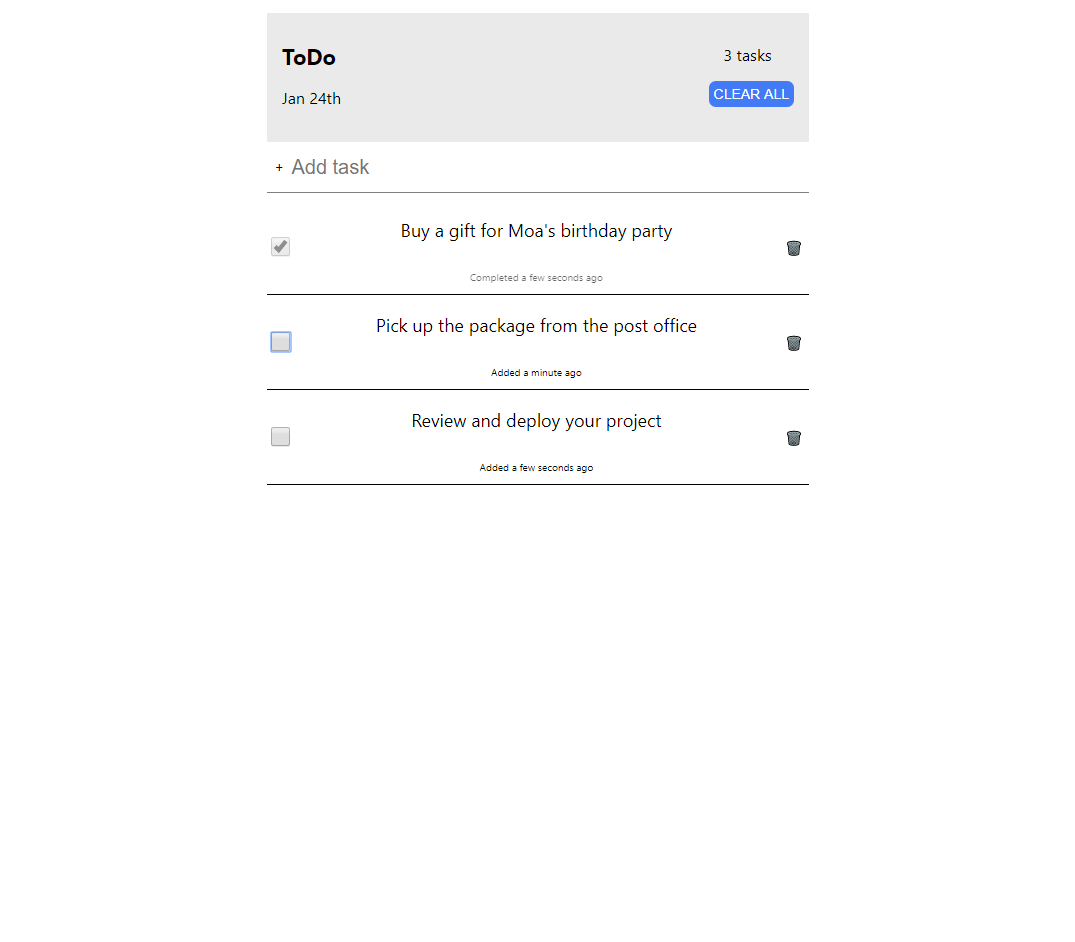 ToDo
3 tasks
Jan 24th
CLEAR ALL
+ Add task
Buy a gift for Moa's birthday party
Completed a few seconds ago
Pick up the package from the post office
Added a minute ago
Review and deploy your project
Added a few seconds ago